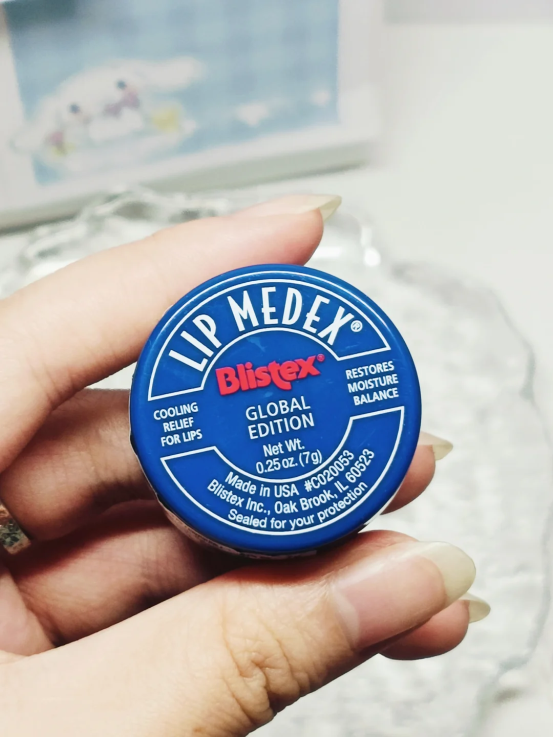 LIP MEDEX®
Blistex®
COOLING
RELIEF
FOR LIPS
RESTORES
MOISTURE
BALANCE
GLOBAL
EDITION
Net Wt.
0.25 oz. (7g)
Made in USA #C020053
Blistex Inc., Oak Brook, IL 60523
Sealed for your protection